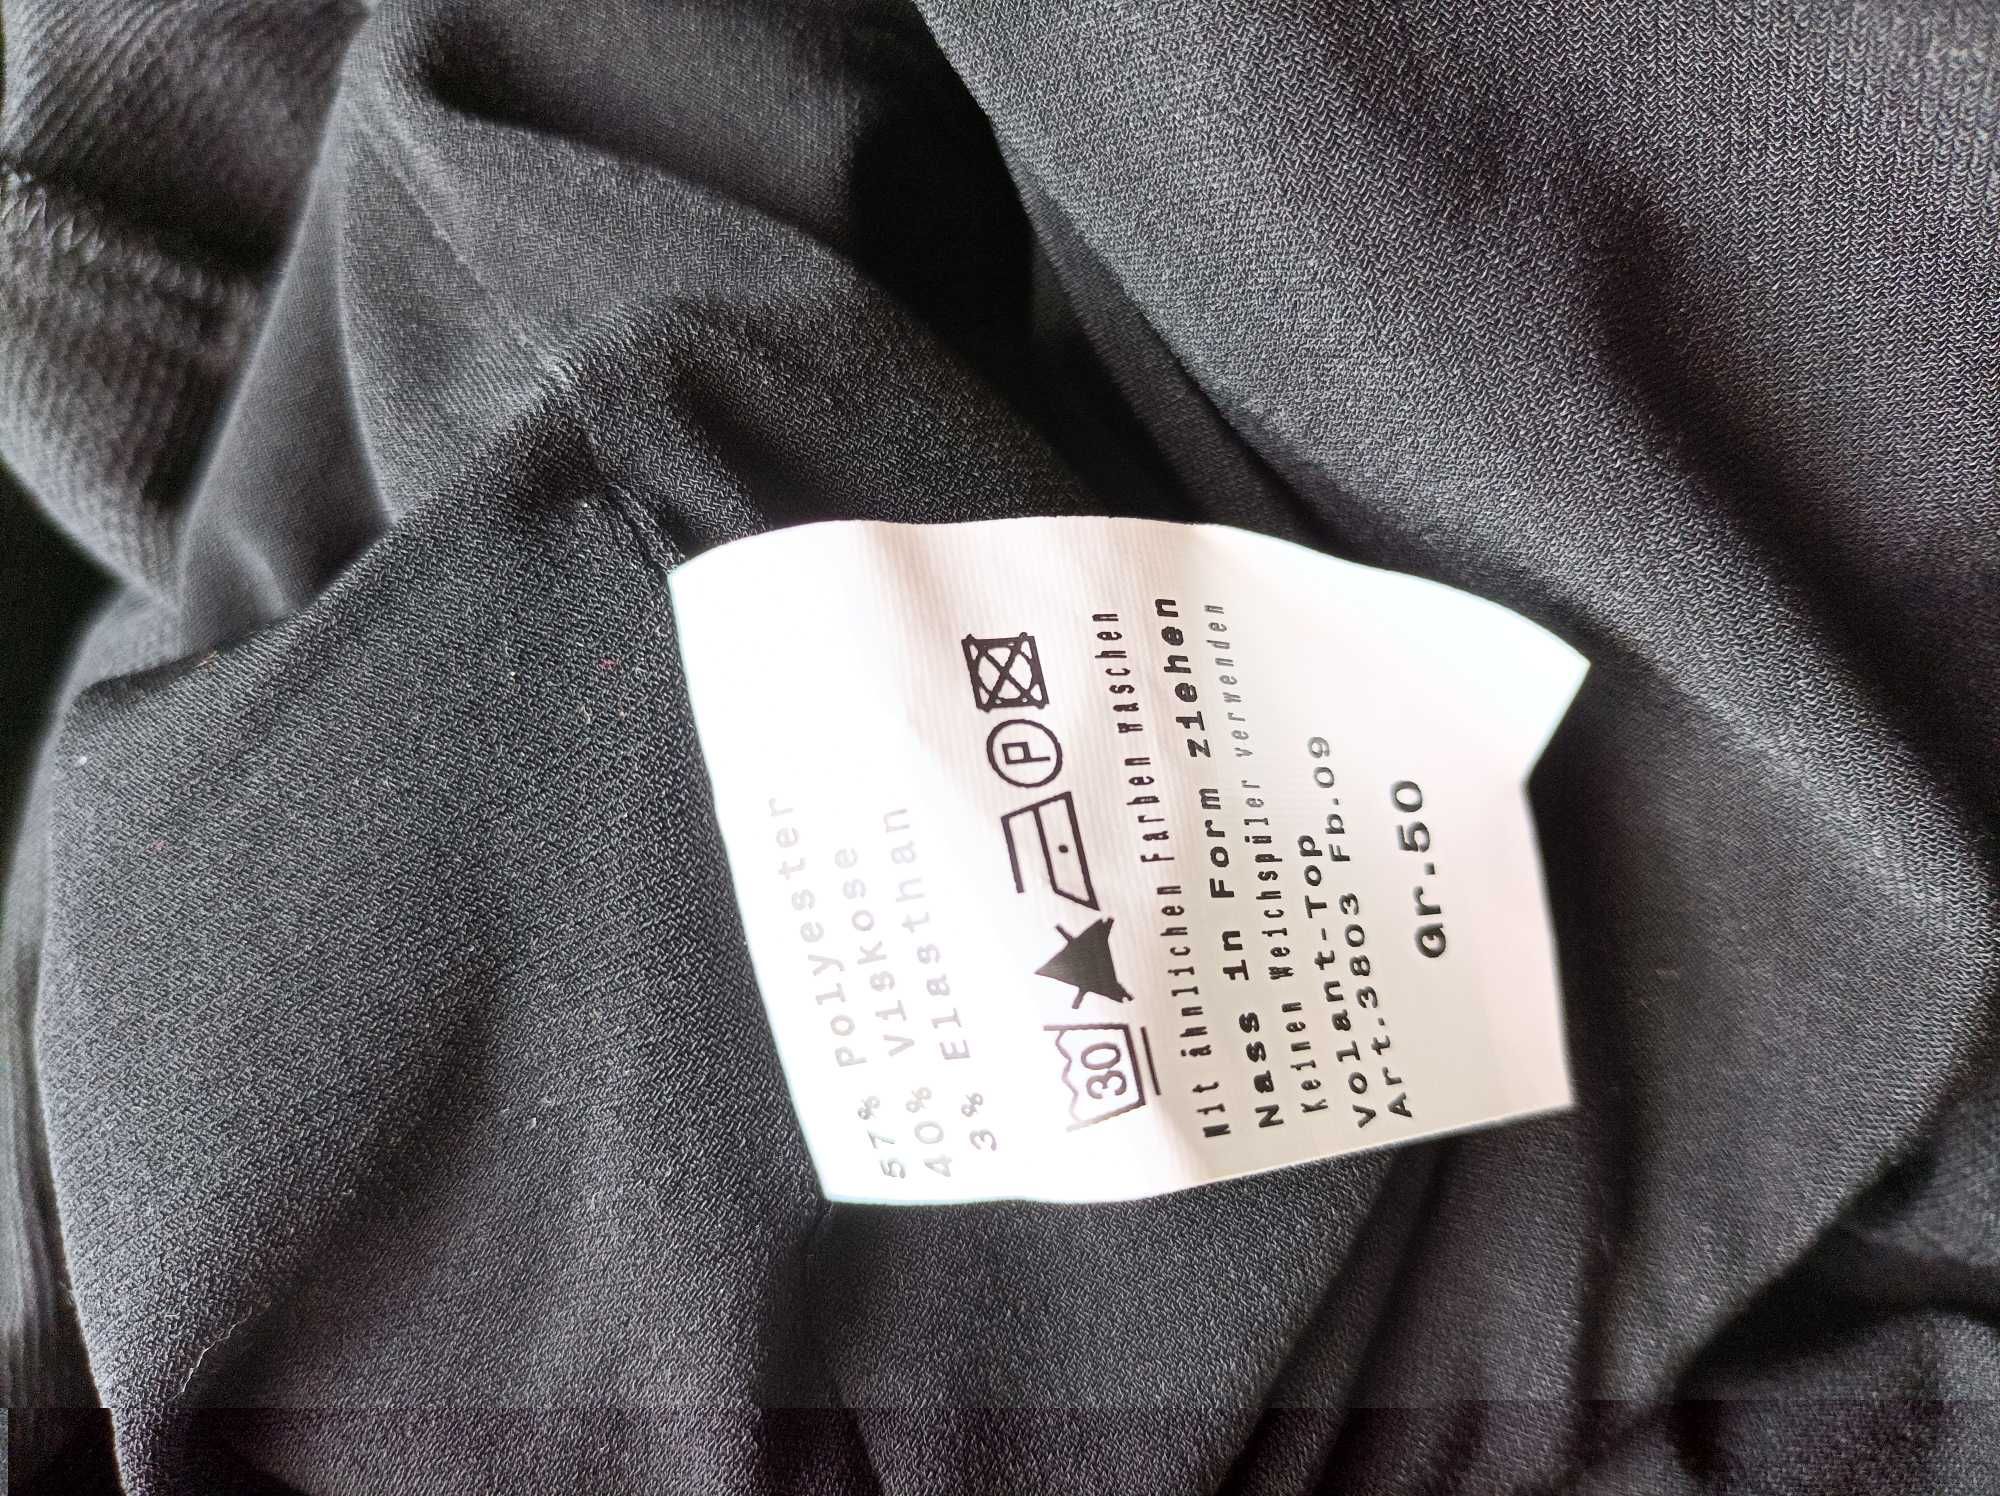 57% Polyester
40% Viskose
3% Elasthan
30 P
Mit ähnlichen Farben waschen
Nass in Form ziehen
Keinen Weichspüler verwenden
Volant-Top
Art.3803 Fb.09
Gr.50